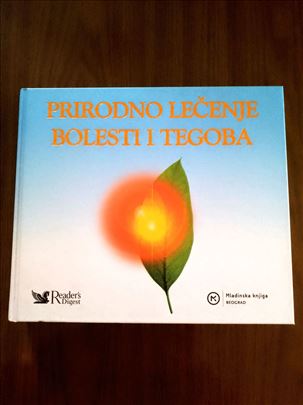 PRIRODNO LEČENJE
BOLESTI I TEGOBA
Reader's
Digest
Mladinska knjiga
BEOGRAD